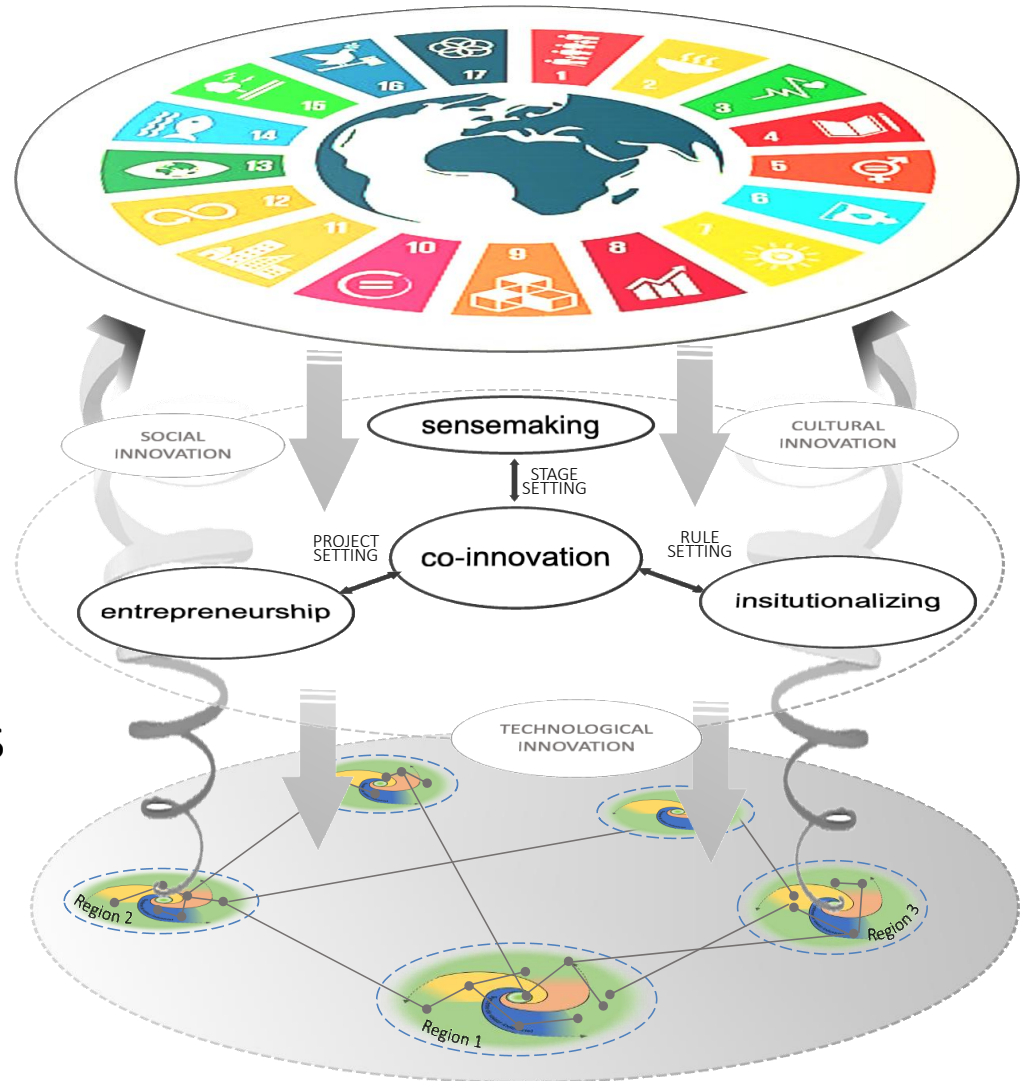 17
1
2
3
4
5
6
7
8
9
10
11
12
13
14
15
16
SOCIAL
INNOVATION
sensemaking
CULTURAL
INNOVATION
STAGE
SETTING
PROJECT
SETTING
co-innovation
RULE
SETTING
entrepreneurship
insitutionalizing
TECHNOLOGICAL
INNOVATION
s
Region 2
Region 3
Region 1